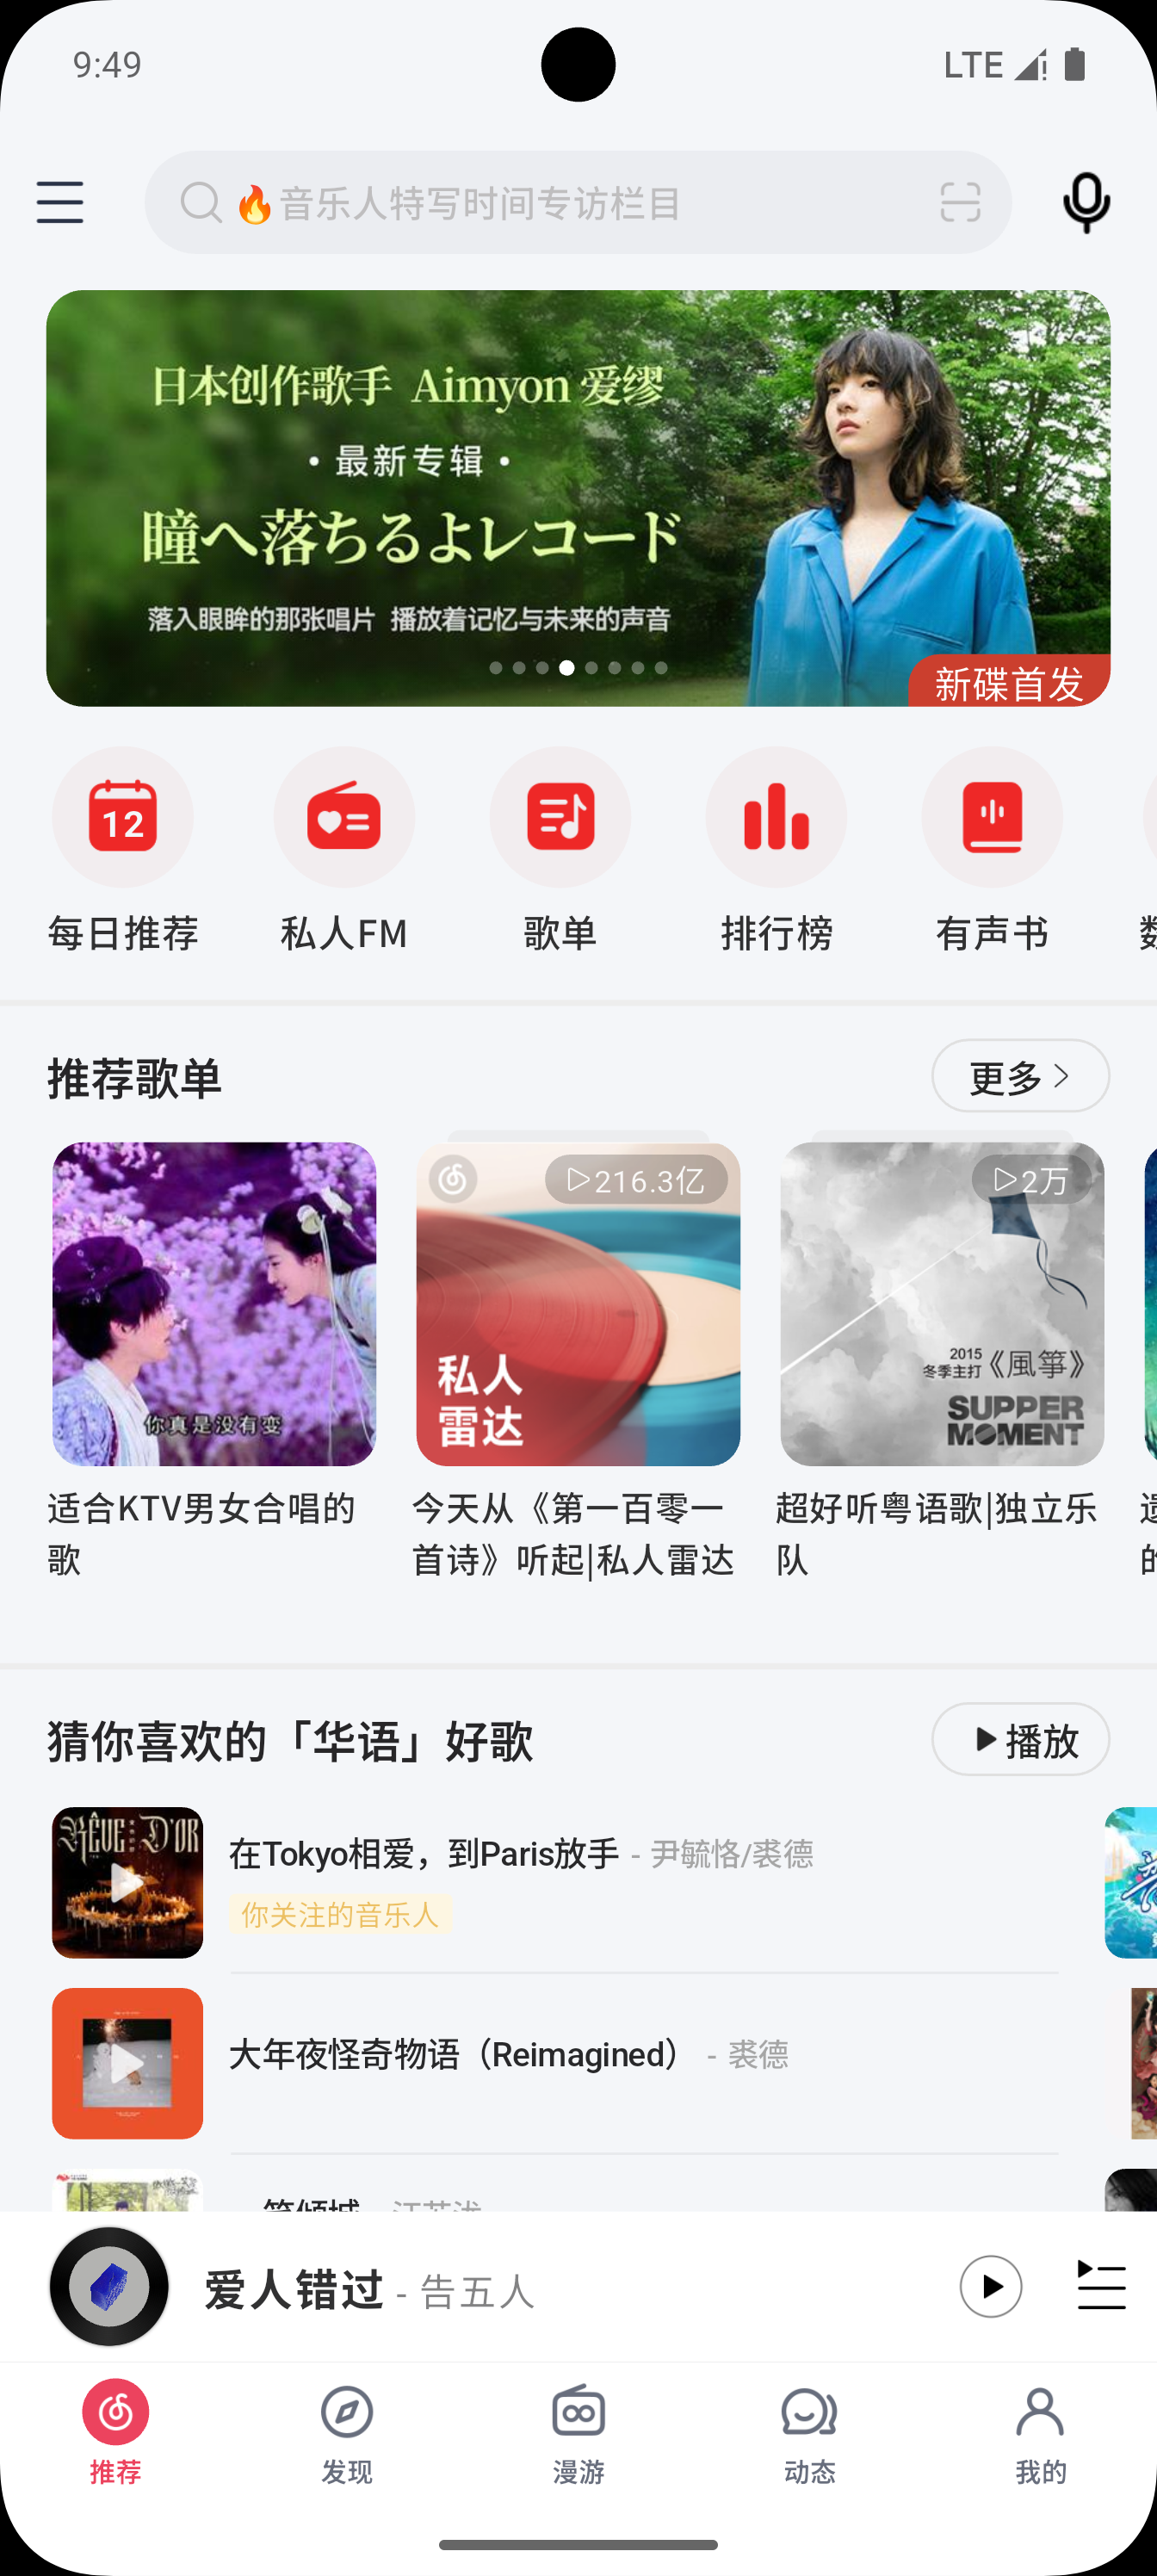 9:49
LTE
🔥音乐人特写时间专访栏目
日本创作歌手 Aimyon 爱缪
·最新专辑·
瞳へ落ちるよレコード
落入眼眸的那张唱片 播放着记忆与未来的声音
新碟首发
12
每日推荐
私人FM
歌单
排行榜
有声书
推荐歌单
更多
你真是没有变
216.3亿
私人
雷达
2万
2015
冬季主打《風箏》
SUPPER
MOMENT
适合KTV男女合唱的
歌
今天从《第一百零一
首诗》听起|私人雷达
超好听粤语歌|独立乐
队
猜你喜欢的「华语」好歌
播放
RÊVE D'OR
在Tokyo相爱，到Paris放手 - 尹毓恪/裘德
你关注的音乐人
大年夜怪奇物语（Reimagined） - 裘德
爱人错过 - 告五人
推荐
发现
漫游
动态
我的